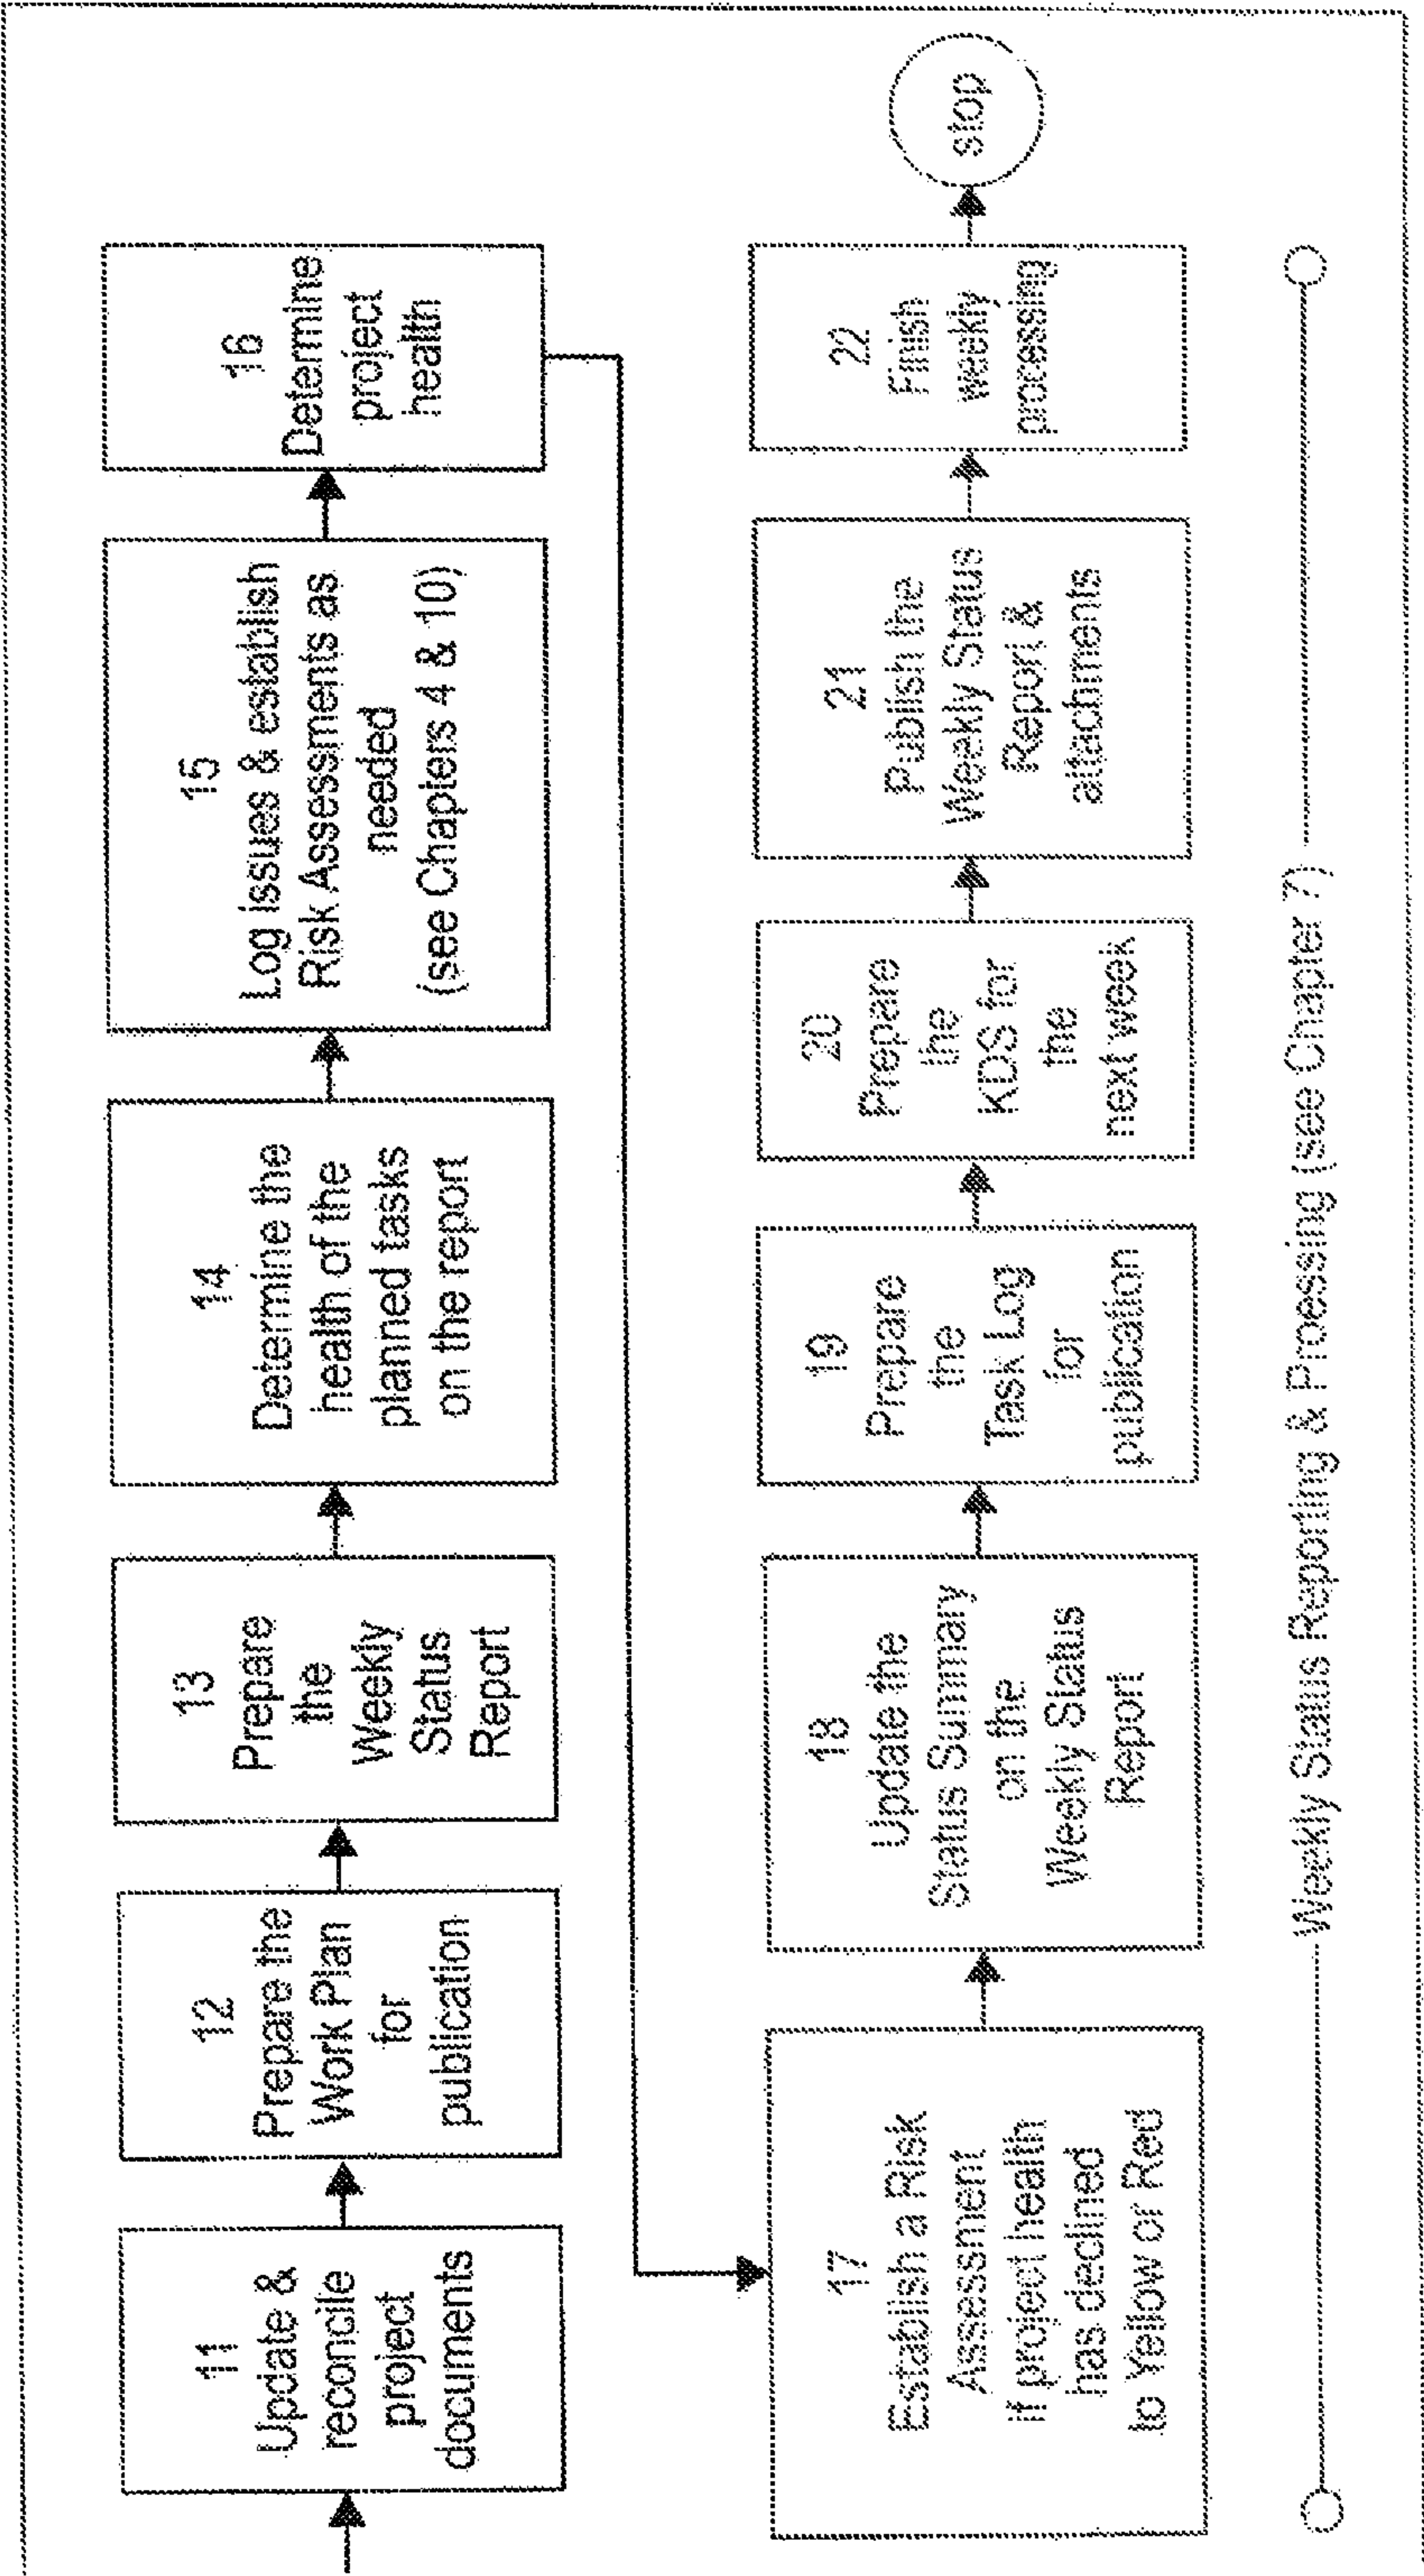 11
Update &
reconcile
project
documents
12
Prepare the
Work Plan
for
publication
13
Prepare
the
Weekly
Status
Report
14
Determine the
health of the
planned tasks
on the report
15
Log issues & establish
Risk Assessments as
needed
(see Chapters 4 & 10)
16
Determine
project
health
17
Establish a Risk
Assessment
if project health
has declined
to Yellow or Red
18
Update the
Status Summary
on the
Weekly Status
Report
19
Prepare
the
Task Log
for
publication
20
Prepare
the
KDS for
the
next week
21
Publish the
Weekly Status
Report &
attachments
22
Finish
weekly
processing
stop
Weekly Status Reporting & Proessing (see Chapter 7)